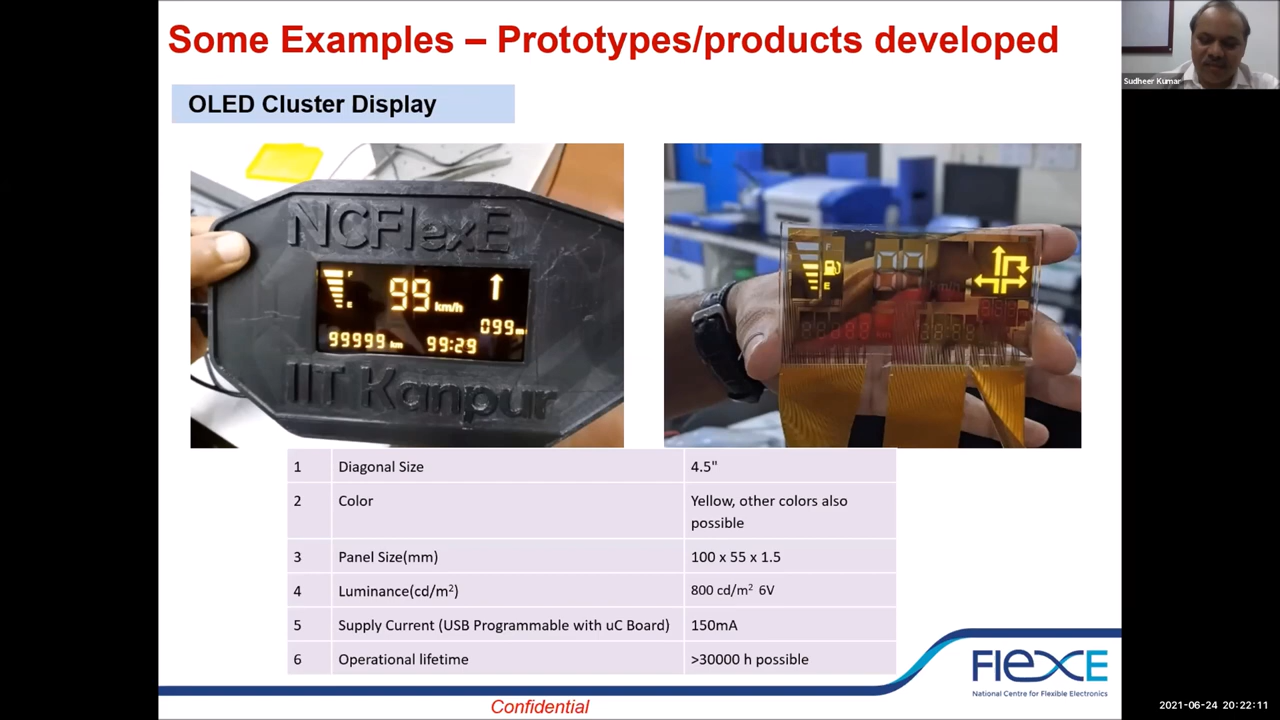 Some Examples – Prototypes/products developed
Sudheer Kumar
OLED Cluster Display
NCFlexE
F
E
99 km/h
099m
99999 km 99:29
IIT Kanpur
F
E
00 km/h
1 Diagonal Size 4.5"
2 Color Yellow, other colors also
possible
3 Panel Size(mm) 100 x 55 x 1.5
4 Luminance(cd/m²) 800 cd/m² 6V
5 Supply Current (USB Programmable with uC Board) 150mA
6 Operational lifetime >30000 h possible
FlexE
National Centre for Flexible Electronics
Confidential
2021-06-24 20:22:11